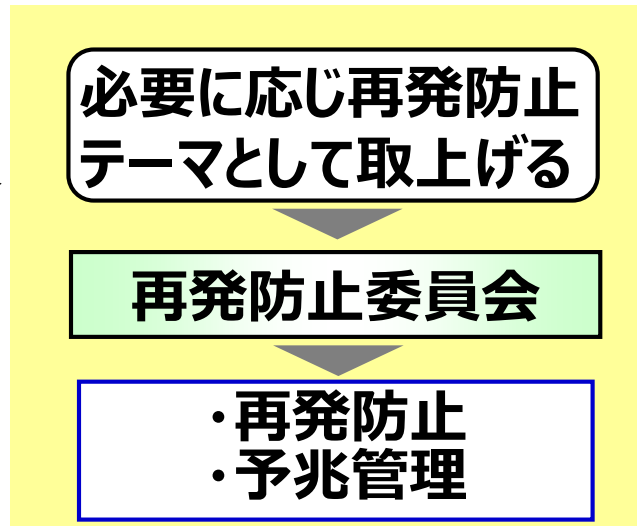 必要に応じ再発防止
テーマとして取上げる
再発防止委員会
・再発防止
・予兆管理